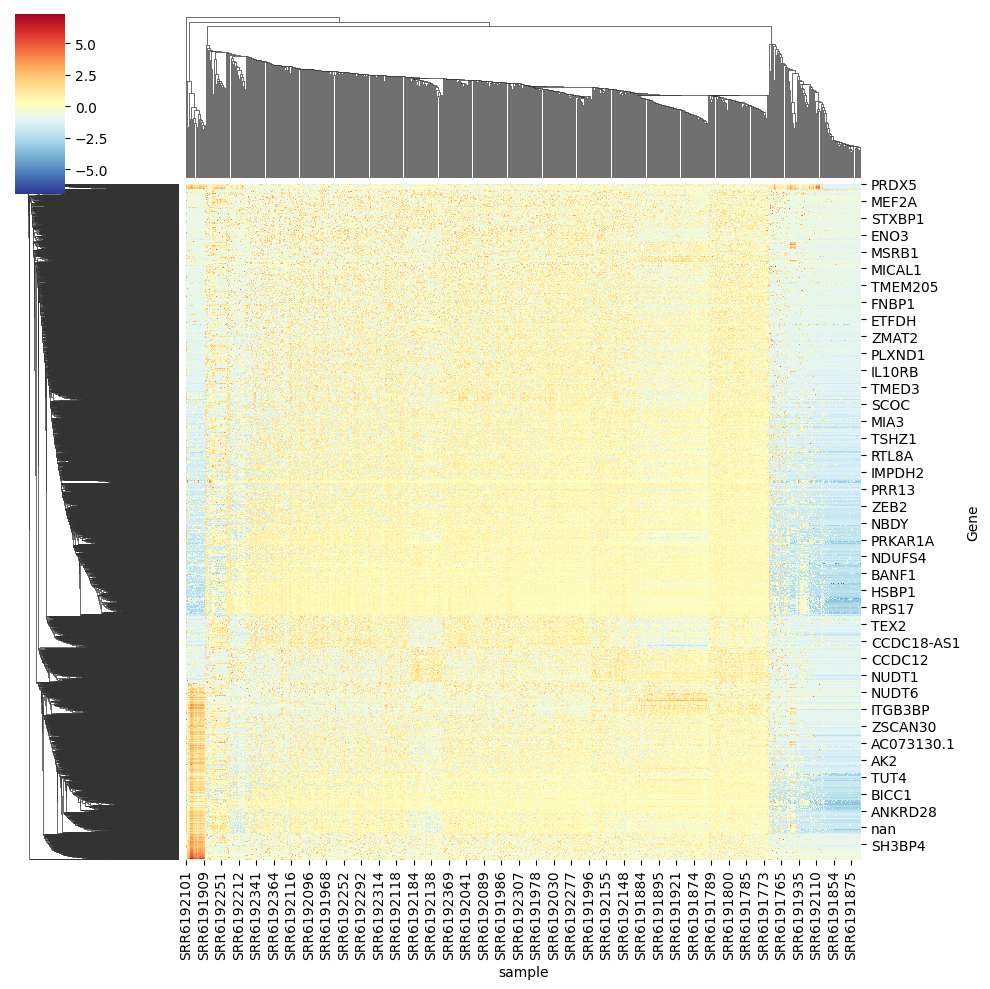 5.0
2.5
0.0
−2.5
−5.0
PRDX5
MEF2A
STXBP1
ENO3
MSRB1
MICAL1
TMEM205
FNBP1
ETFDH
ZMAT2
PLXND1
IL10RB
TMED3
SCOC
MIA3
TSHZ1
RTL8A
IMPDH2
PRR13
ZEB2
NBDY
PRKAR1A
NDUFS4
BANF1
HSBP1
RPS17
TEX2
CCDC18-AS1
CCDC12
NUDT1
NUDT6
ITGB3BP
ZSCAN30
AC073130.1
AK2
TUT4
BICC1
ANKRD28
nan
SH3BP4
Gene
SRR6192101
SRR6191909
SRR6192251
SRR6192212
SRR6192341
SRR6192364
SRR6192116
SRR6192096
SRR6191968
SRR6192252
SRR6192292
SRR6192314
SRR6192118
SRR6192184
SRR6192138
SRR6192369
SRR6192041
SRR6192089
SRR6191986
SRR6192307
SRR6191978
SRR6192030
SRR6192277
SRR6191996
SRR6192155
SRR6192148
SRR6191884
SRR6191895
SRR6191921
SRR6191874
SRR6191789
SRR6191800
SRR6191785
SRR6191773
SRR6191765
SRR6191935
SRR6192110
SRR6191854
SRR6191875
sample